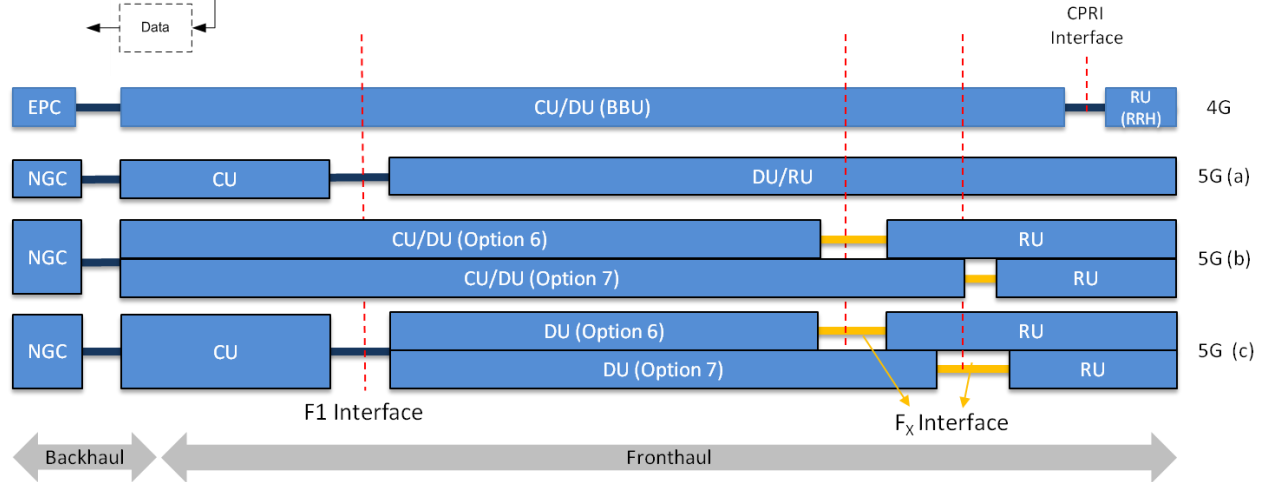 Data
CPRI
Interface
EPC
CU/DU (BBU)
RU
(RRH)
4G
NGC
CU
DU/RU
5G (a)
NGC
CU/DU (Option 6)
RU
CU/DU (Option 7)
RU
5G (b)
NGC
CU
DU (Option 6)
RU
DU (Option 7)
RU
5G (c)
F1 Interface
FX Interface
Backhaul
Fronthaul